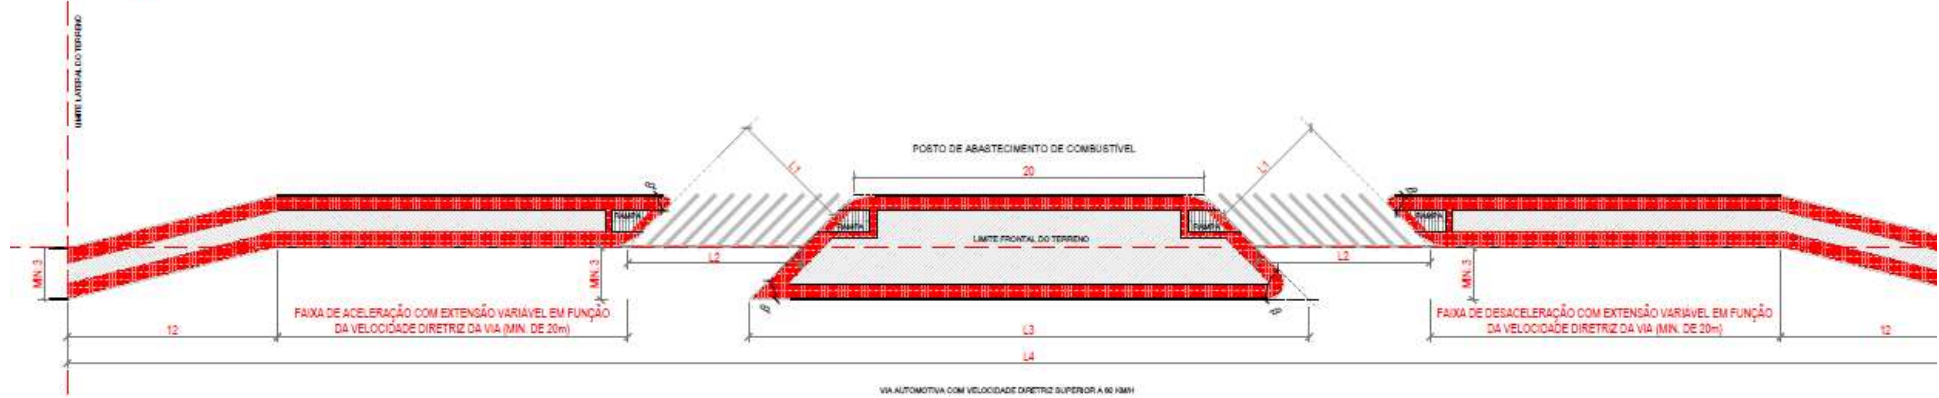 LIMITE LATERAL DO TERRENO
POSTO DE ABASTECIMENTO DE COMBUSTÍVEL
20
L1
L1
β
β
RAMPA
RAMPA
RAMPA
RAMPA
LIMITE FRONTAL DO TERRENO
MIN. 3
L2
MIN. 3
L2
MIN. 3
β
β
FAIXA DE ACELERAÇÃO COM EXTENSÃO VARIÁVEL EM FUNÇÃO
DA VELOCIDADE DIRETRIZ DA VIA (MIN. DE 20m)
FAIXA DE DESACELERAÇÃO COM EXTENSÃO VARIÁVEL EM FUNÇÃO
DA VELOCIDADE DIRETRIZ DA VIA (MIN. DE 20m)
12
L3
12
L4
VIA AUTOMOTIVA COM VELOCIDADE DIRETRIZ SUPERIOR A 60 KM/H